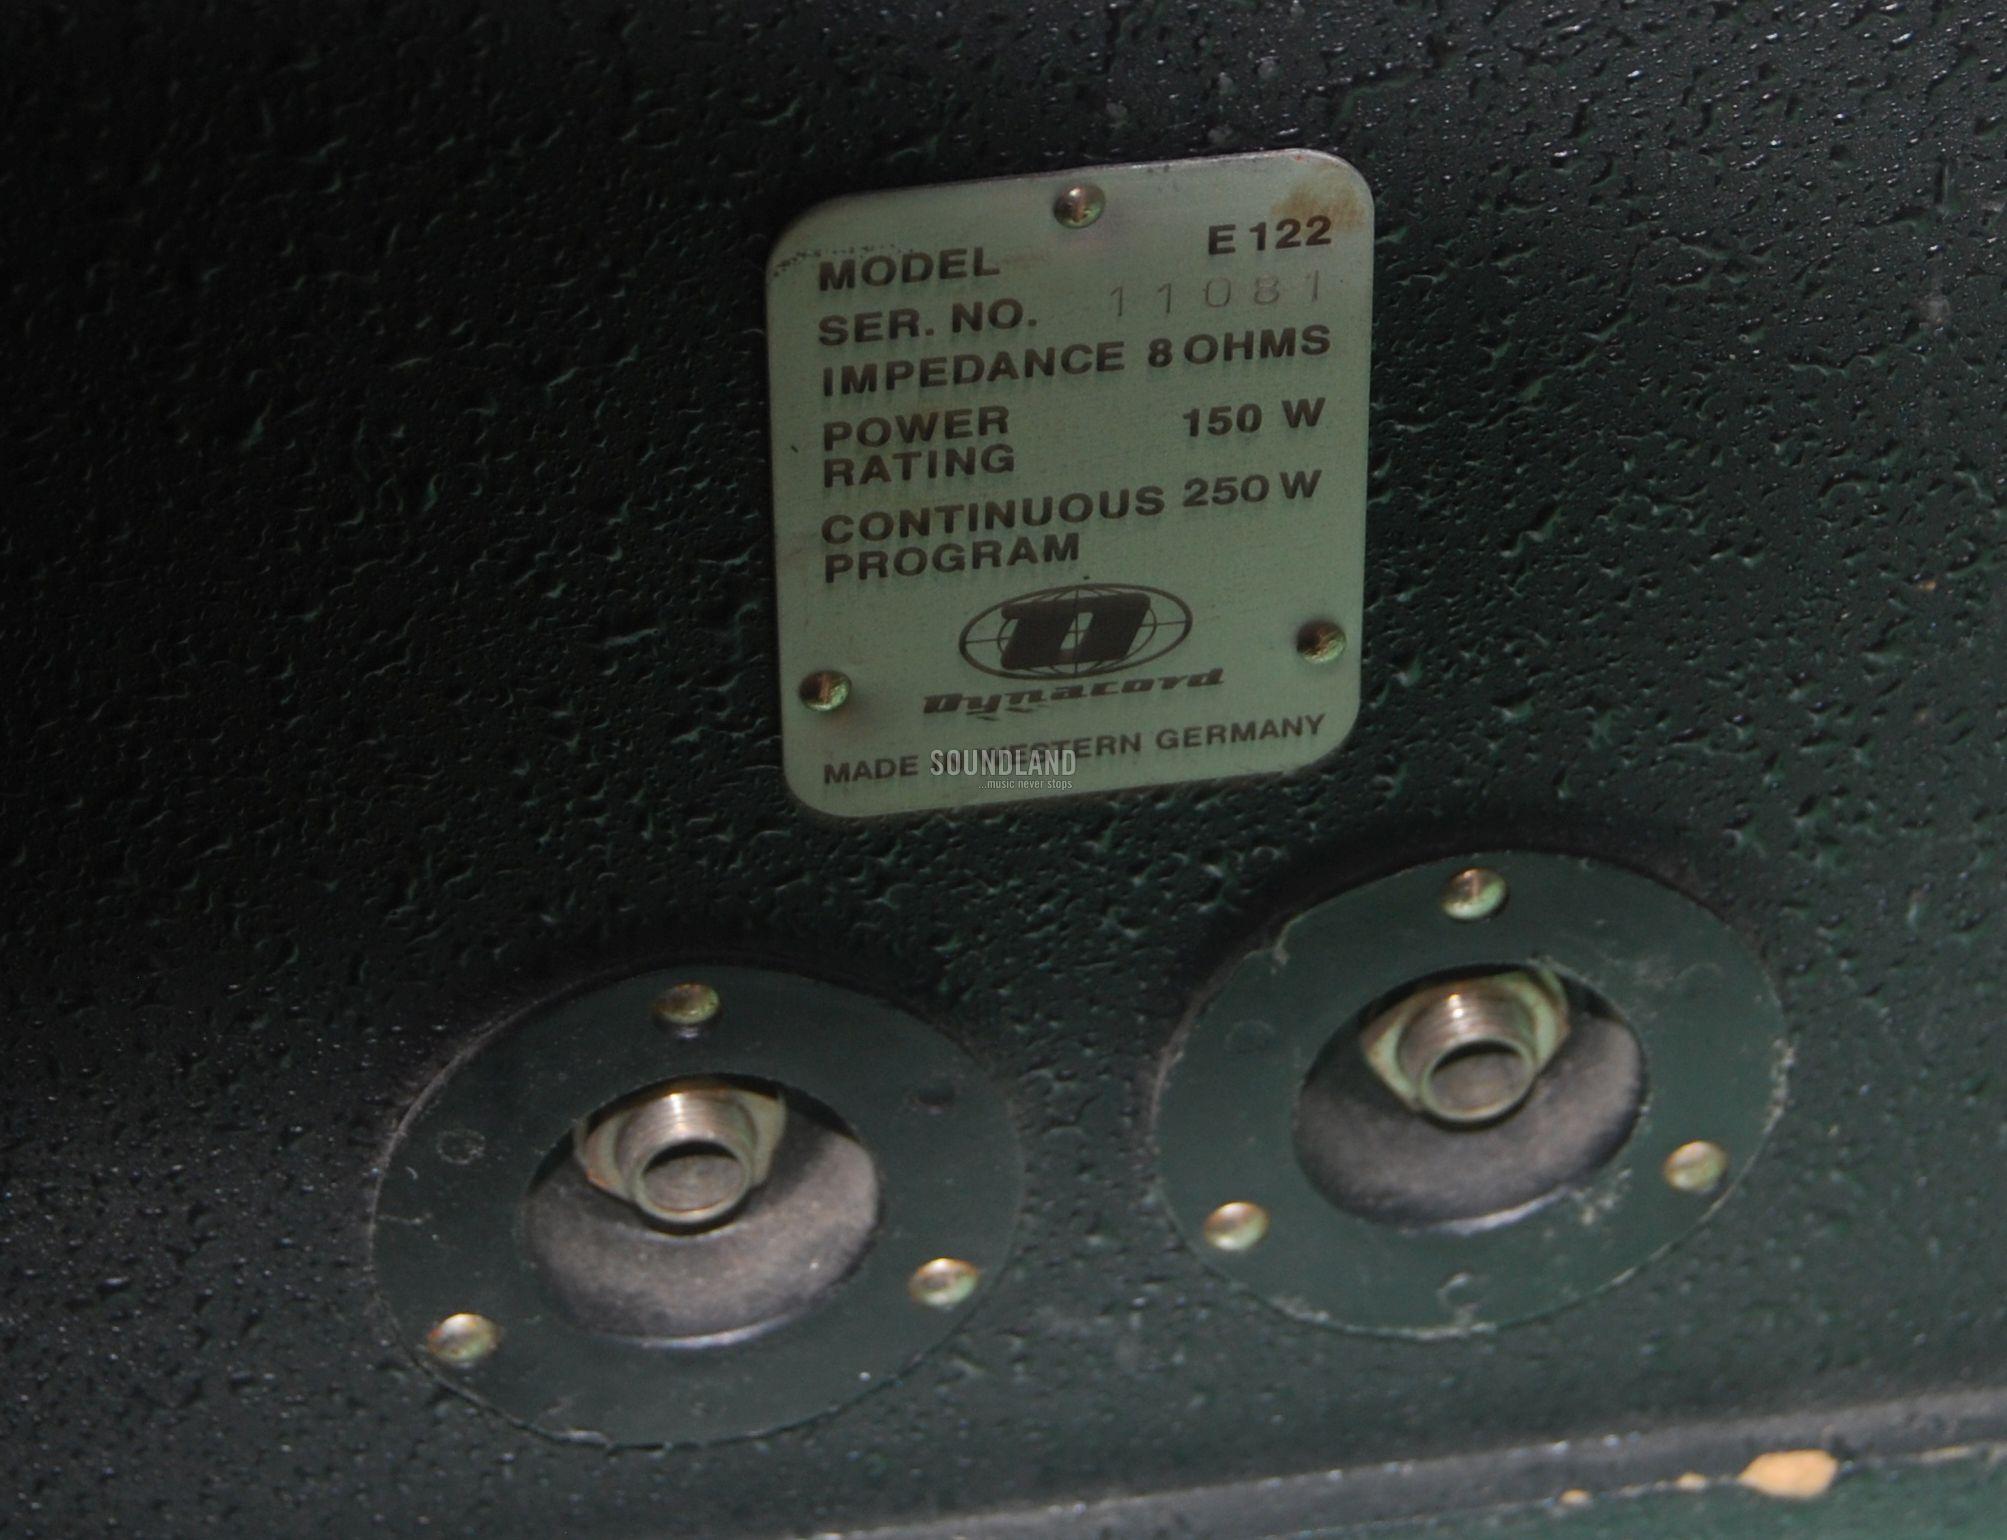 MODEL E 122
SER. NO. 11081
IMPEDANCE 8 OHMS
POWER 150 W
RATING
CONTINUOUS 250 W
PROGRAM
D
Dynacord
MADE WESTERN GERMANY
SOUNDLAND
...music never stops